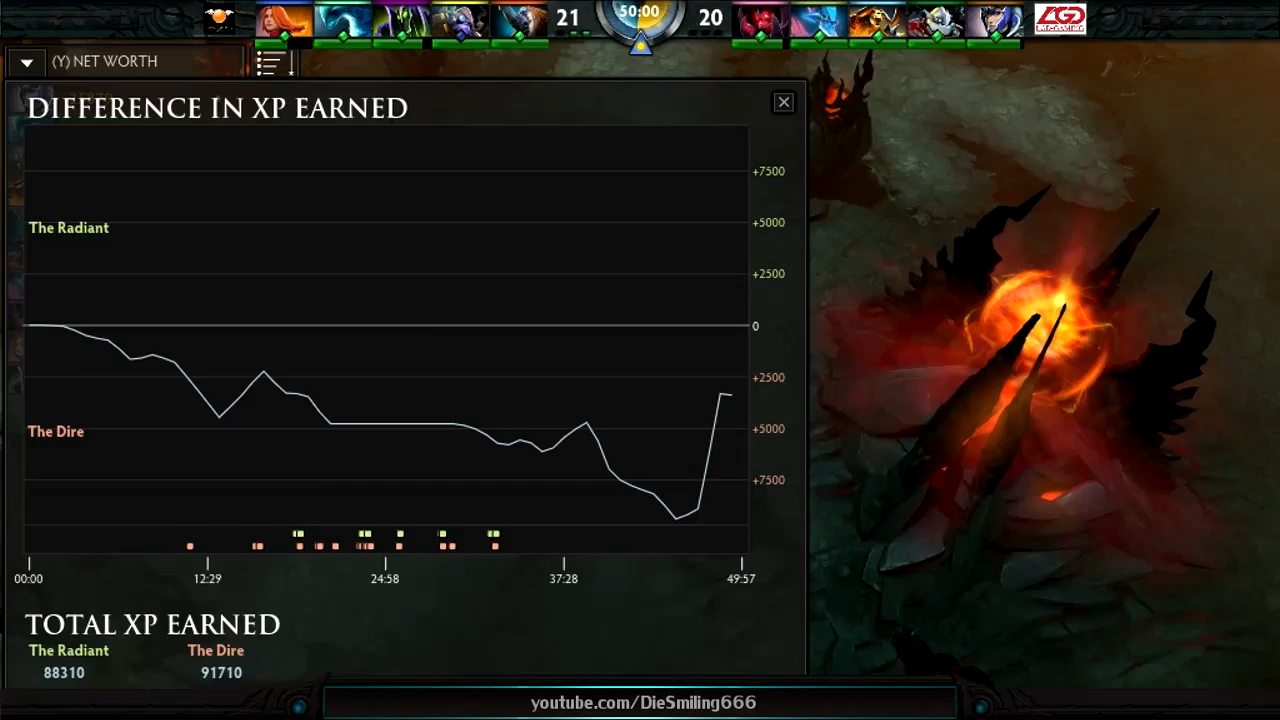 21 50:00 20 LGD
(Y) NET WORTH
DIFFERENCE IN XP EARNED
+7500
+5000
The Radiant
+2500
0
+2500
The Dire
+5000
+7500
00:00 12:29 24:58 37:28 49:57
TOTAL XP EARNED
The Radiant The Dire
88310 91710
youtube.com/DieSmiling666